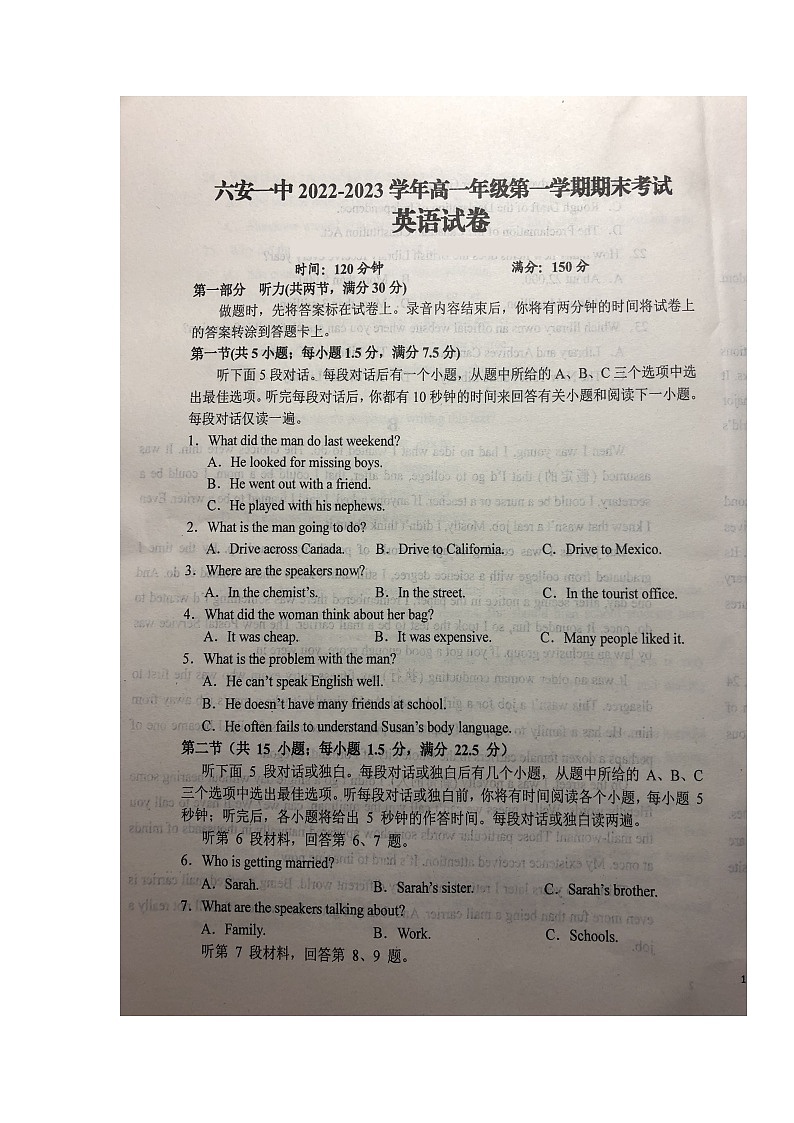 六安一中 2022-2023 学年高一年级第一学期期末考试
英语试卷
时间：120 分钟 满分：150 分
第一部分 听力(共两节，满分 30 分)
做题时，先将答案标在试卷上。录音内容结束后，你将有两分钟的时间将试卷上
的答案转涂到答题卡上。
第一节(共 5 小题；每小题 1.5 分，满分 7.5 分)
听下面 5 段对话。每段对话后有一个小题，从题中所给的 A、B、C 三个选项中选
出最佳选项。听完每段对话后，你都有 10 秒钟的时间来回答有关小题和阅读下一小题。
每段对话仅读一遍。
1．What did the man do last weekend?
A．He looked for missing boys.
B．He went out with a friend.
C．He played with his nephews.
2．What is the man going to do?
A．Drive across Canada. B．Drive to California. C．Drive to Mexico.
3．Where are the speakers now?
A．In the chemist's. B．In the street. C．In the tourist office.
4．What did the woman think about her bag?
A．It was cheap. B．It was expensive. C．Many people liked it.
5．What is the problem with the man?
A．He can't speak English well.
B．He doesn't have many friends at school.
C．He often fails to understand Susan's body language.
第二节（共 15 小题；每小题 1.5 分，满分 22.5 分）
听下面 5 段对话或独白。每段对话或独白后有几个小题，从题中所给的 A、B、C
三个选项中选出最佳选项。听每段对话或独白前，你将有时间阅读各个小题，每小题 5
秒钟；听完后，各小题将给出 5 秒钟的作答时间。每段对话或独白读两遍。
听第 6 段材料，回答第 6、7 题。
6．Who is getting married?
A．Sarah. B．Sarah's sister. C．Sarah's brother.
7．What are the speakers talking about?
A．Family. B．Work. C．Schools.
听第 7 段材料，回答第 8、9 题。
1